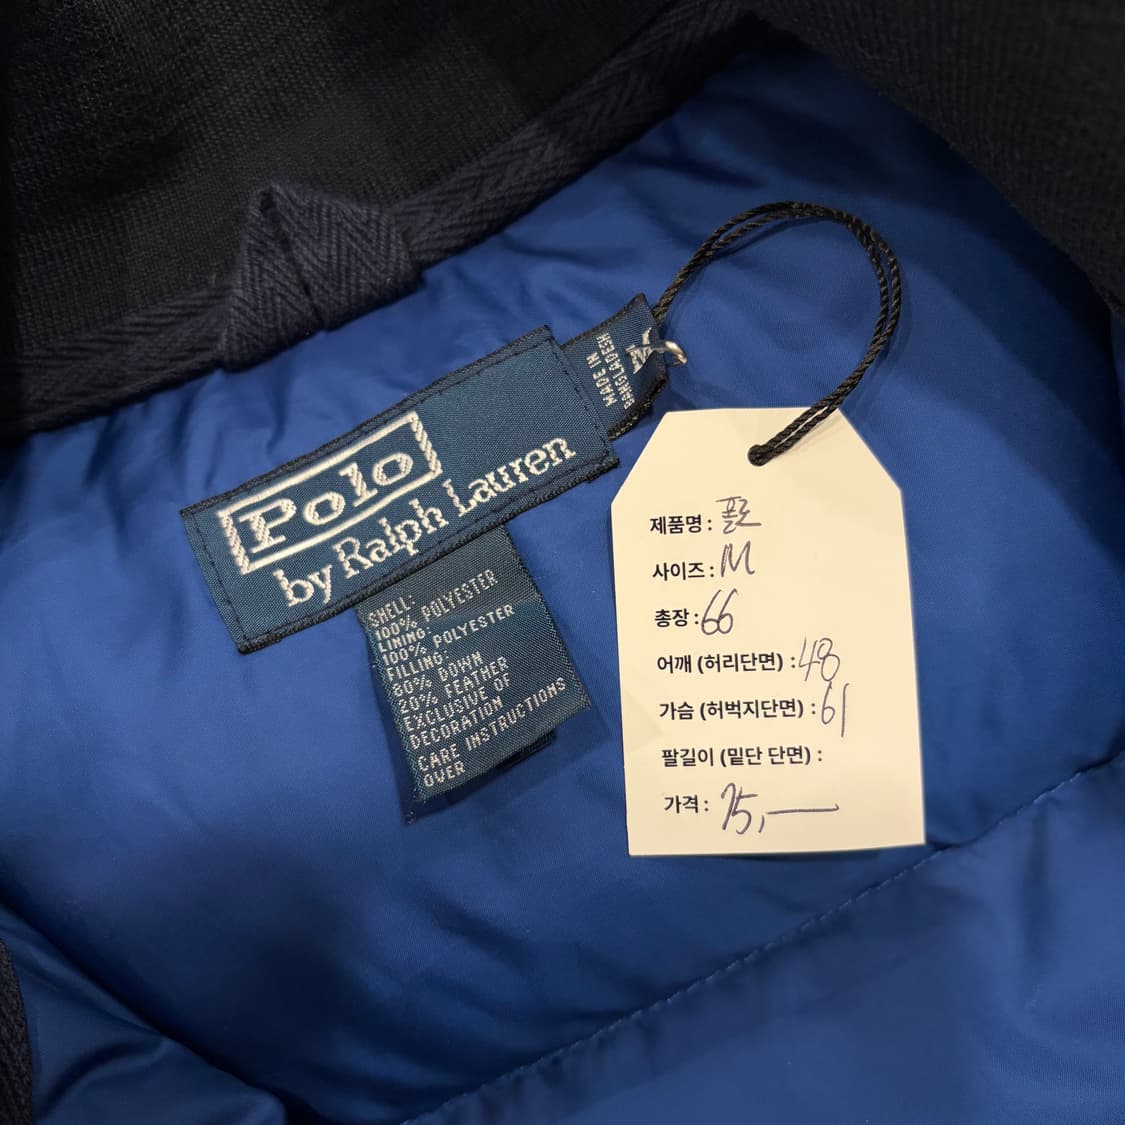 Polo
by Ralph Lauren
M
MADE IN
BANGLADESH
SHELL:
100% POLYESTER
LINING:
100% POLYESTER
FILLING:
80% DOWN
20% FEATHER
EXCLUSIVE OF
DECORATION
CARE INSTRUCTIONS
OVER
제품명: 폴로
사이즈: M
총장: 66
어깨 (허리단면) : 48
가슴 (허벅지단면) : 61
팔길이 (밑단 단면) :
가격: 75,—